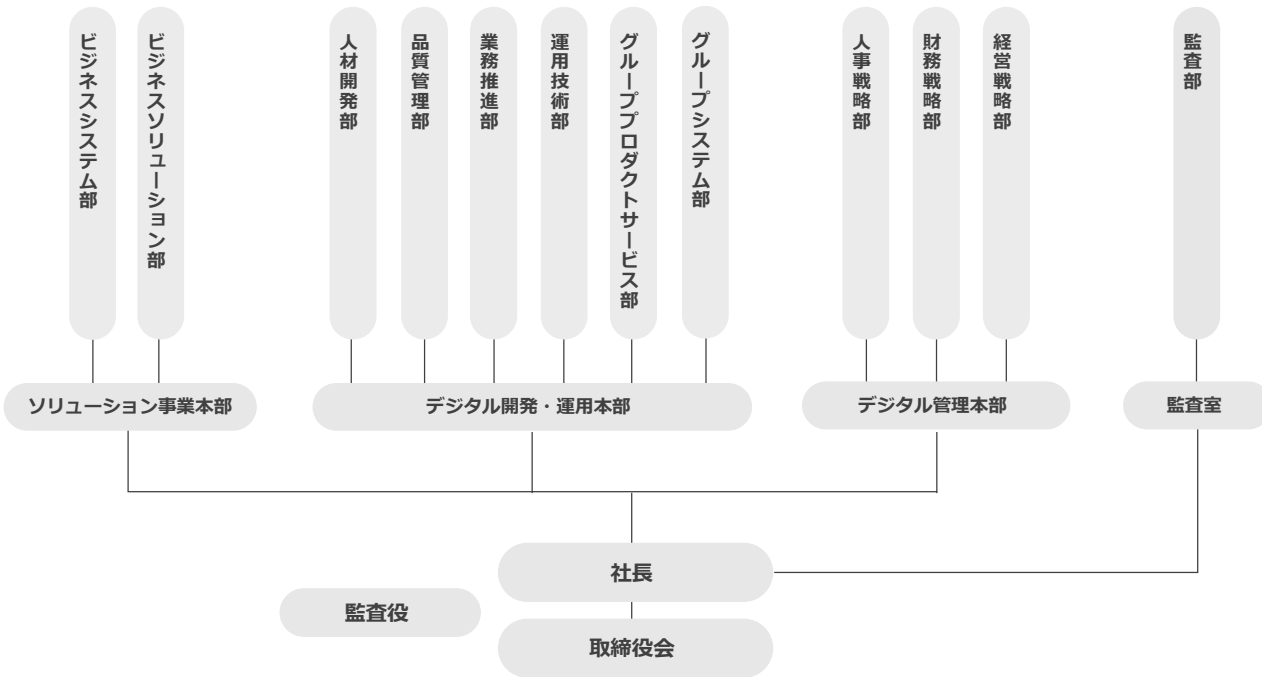 ビジネスシステム部
ビジネスソリューション部
人材開発部
品質管理部
業務推進部
運用技術部
グループプロダクトサービス部
グループシステム部
人事戦略部
財務戦略部
経営戦略部
監査部
ソリューション事業本部
デジタル開発・運用本部
デジタル管理本部
監査室
社長
監査役
取締役会